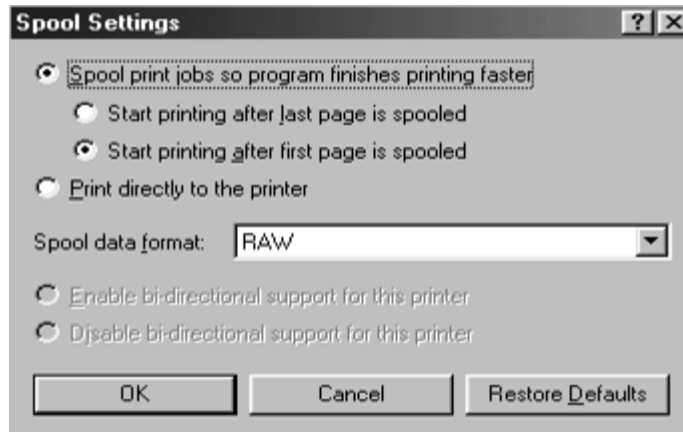 Spool Settings
Spool print jobs so program finishes printing faster
Start printing after last page is spooled
Start printing after first page is spooled
Print directly to the printer
Spool data format: RAW
Enable bi-directional support for this printer
Disable bi-directional support for this printer
OK Cancel Restore Defaults